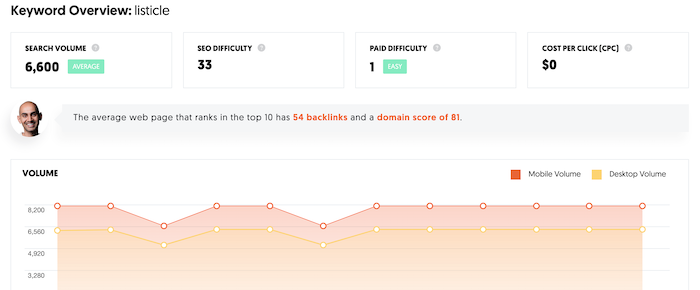 Keyword Overview: listicle
SEARCH VOLUME ?
6,600 AVERAGE
SEO DIFFICULTY ?
33
PAID DIFFICULTY ?
1 EASY
COST PER CLICK (CPC) ?
$0
The average web page that ranks in the top 10 has 54 backlinks and a domain score of 81.
VOLUME
Mobile Volume
Desktop Volume
8,200
6,560
4,920
3,280